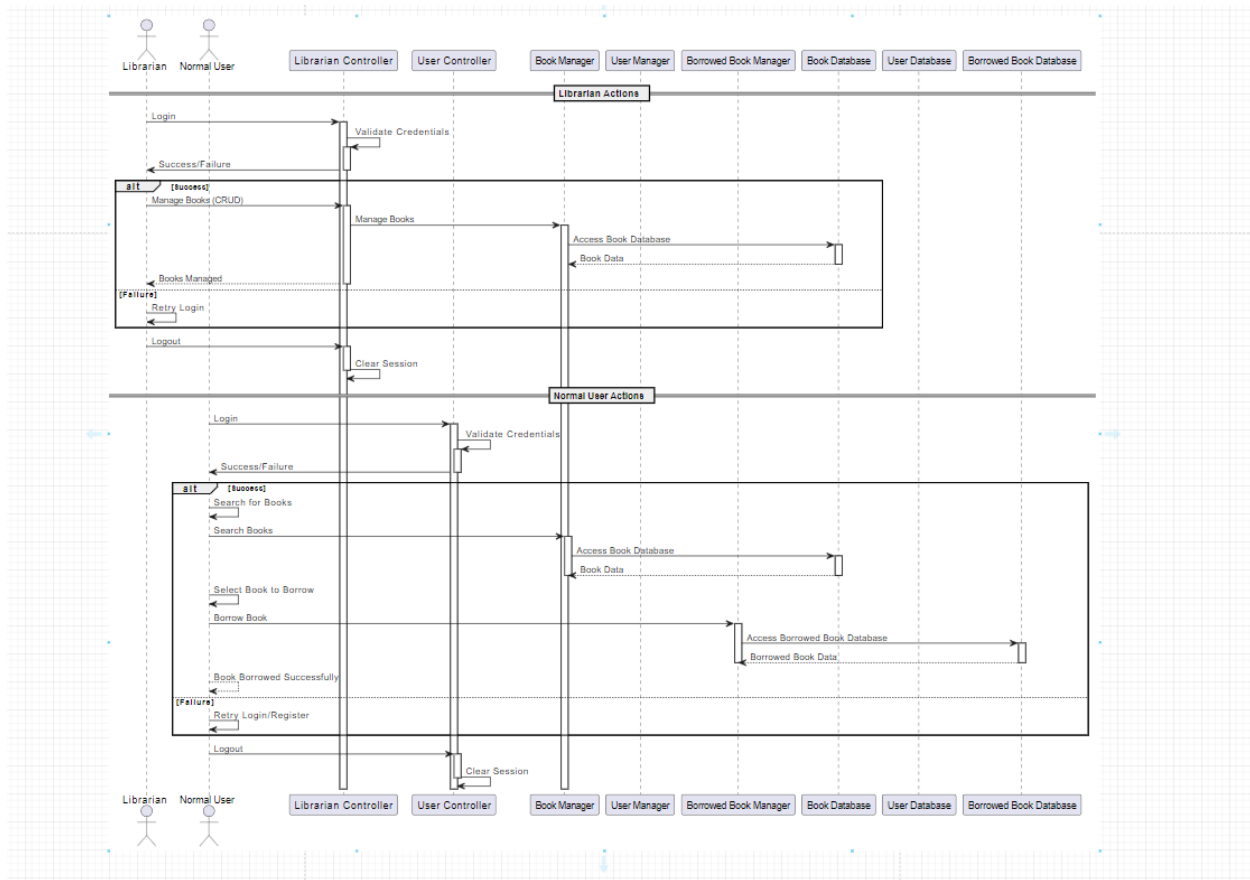 Librarian Normal User
Librarian Controller User Controller Book Manager User Manager Borrowed Book Manager Book Database User Database Borrowed Book Database
Librarian Actions
Login
Validate Credentials
Success/Failure
alt [Success]
Manage Books (CRUD)
Manage Books
Access Book Database
Book Data
Books Managed
[Failure]
Retry Login
Logout
Clear Session
Normal User Actions
Login
Validate Credentials
Success/Failure
alt [Success]
Search for Books
Search Books
Access Book Database
Book Data
Select Book to Borrow
Borrow Book
Access Borrowed Book Database
Borrowed Book Data
Book Borrowed Successfully
[Failure]
Retry Login/Register
Logout
Clear Session
Librarian Normal User
Librarian Controller User Controller Book Manager User Manager Borrowed Book Manager Book Database User Database Borrowed Book Database